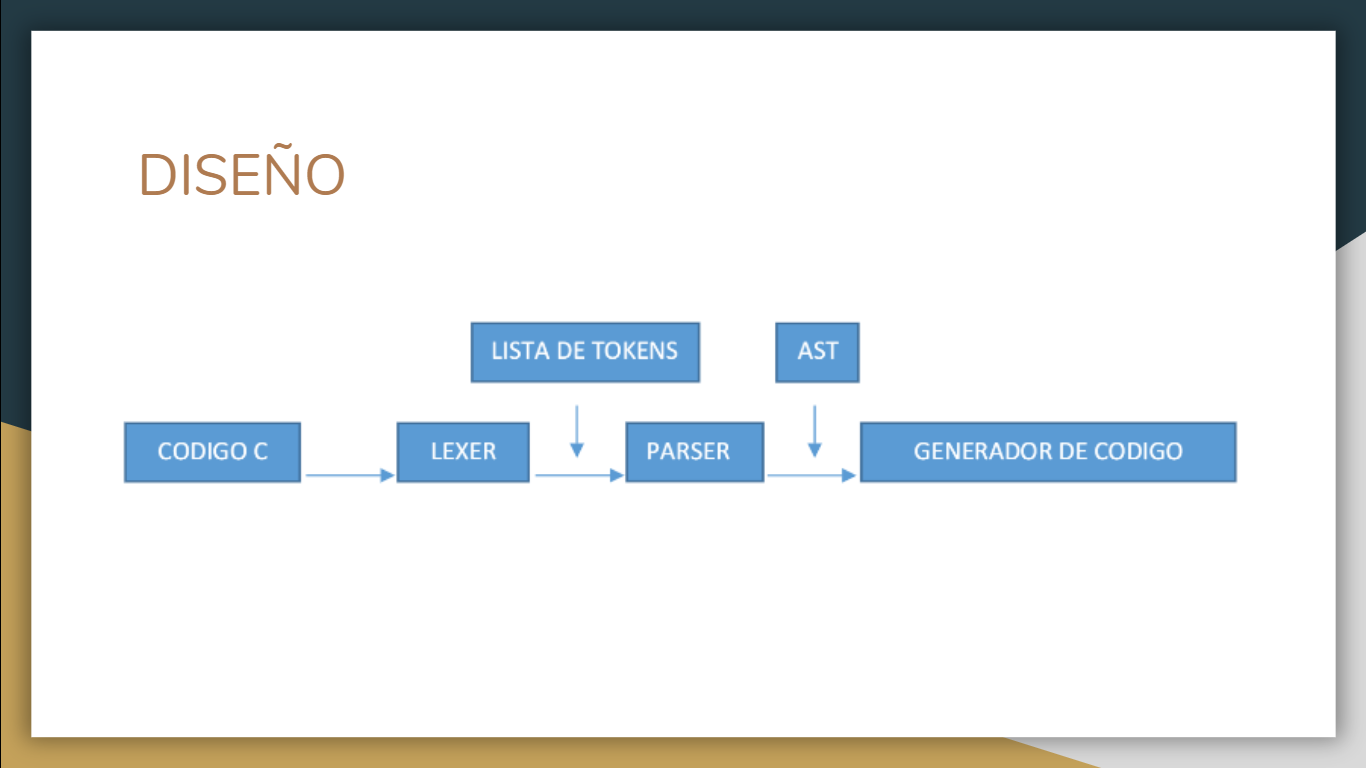 DISEÑO
LISTA DE TOKENS
AST
CODIGO C
LEXER
PARSER
GENERADOR DE CODIGO